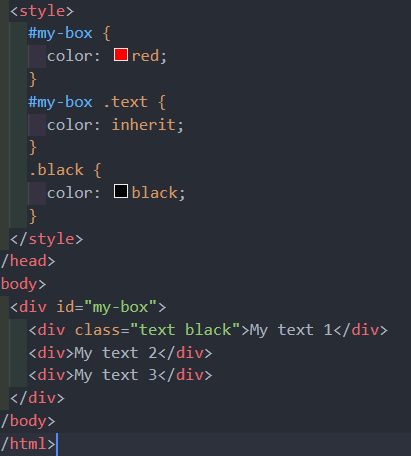 <style>
#my-box {
color: red;
}
#my-box .text {
color: inherit;
}
.black {
color: black;
}
</style>
/head>
body>
<div id="my-box">
<div class="text black">My text 1</div>
<div>My text 2</div>
<div>My text 3</div>
</div>
/body>
/html>